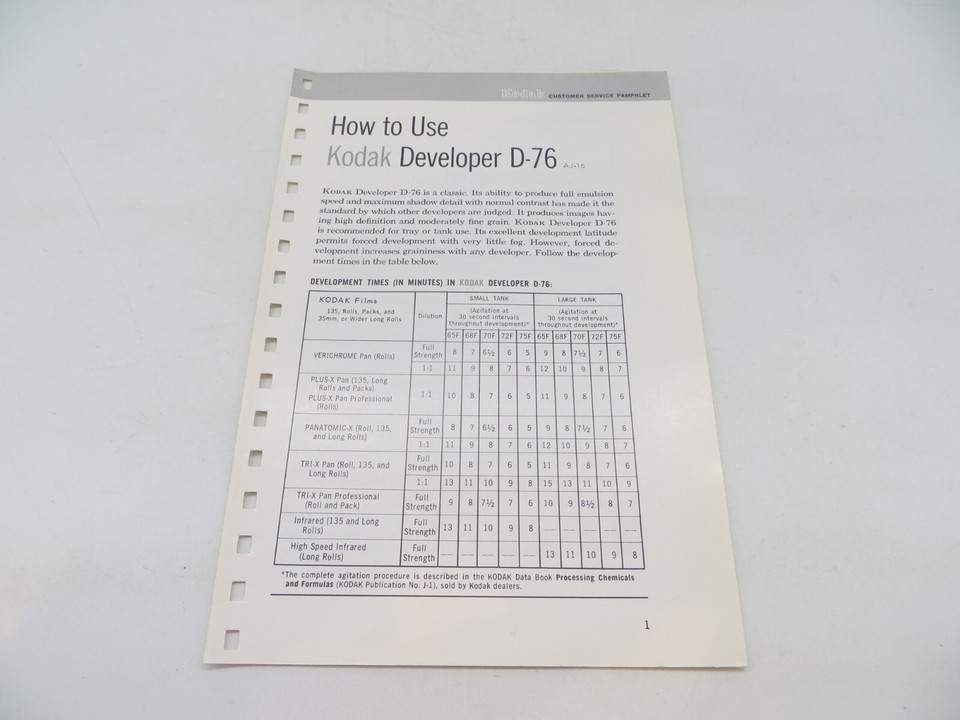 Kodak CUSTOMER SERVICE PAMPHLET
How to Use
Kodak Developer D-76 AJ-16
KODAK Developer D-76 is a classic. Its ability to produce full emulsion
speed and maximum shadow detail with normal contrast has made it the
standard by which other developers are judged. It produces images hav-
ing high definition and moderately fine grain. KODAK Developer D-76
is recommended for tray or tank use. Its excellent development latitude
permits forced development with very little fog. However, forced de-
velopment increases graininess with any developer. Follow the develop-
ment times in the table below.
DEVELOPMENT TIMES (IN MINUTES) IN KODAK DEVELOPER D-76:
KODAK Films
135, Rolls, Packs, and
35mm, or Wider Long Rolls
Dilution
SMALL TANK
(Agitation at
30 second intervals
throughout development)*
LARGE TANK
(Agitation at
30 second intervals
throughout development)*
65F 68F 70F 72F 75F 65F 68F 70F 72F 75F
VERICHROME Pan (Rolls)
Full
Strength 8 7 6½ 6 5 9 8 7½ 7 6
1:1 11 9 8 7 6 12 10 9 8 7
PLUS-X Pan (135, Long
Rolls and Packs)
PLUS-X Pan Professional
(Rolls)
1:1 10 8 7 6 5 11 9 8 7 6
PANATOMIC-X (Roll, 135,
and Long Rolls)
Full
Strength 8 7 6½ 6 5 9 8 7½ 7 6
1:1 11 9 8 7 6 12 10 9 8 7
TRI-X Pan (Roll, 135, and
Long Rolls)
Full
Strength 10 8 7 6 5 11 9 8 7 6
1:1 13 11 10 9 8 15 13 11 10 9
TRI-X Pan Professional
(Roll and Pack)
Full
Strength 9 8 7½ 7 6 10 9 8½ 8 7
Infrared (135 and Long
Rolls)
Full
Strength 13 11 10 9 8 — — — — —
High Speed Infrared
(Long Rolls)
Full
Strength — — — — — 13 11 10 9 8
*The complete agitation procedure is described in the KODAK Data Book Processing Chemicals
and Formulas (KODAK Publication No. J-1), sold by Kodak dealers.
1